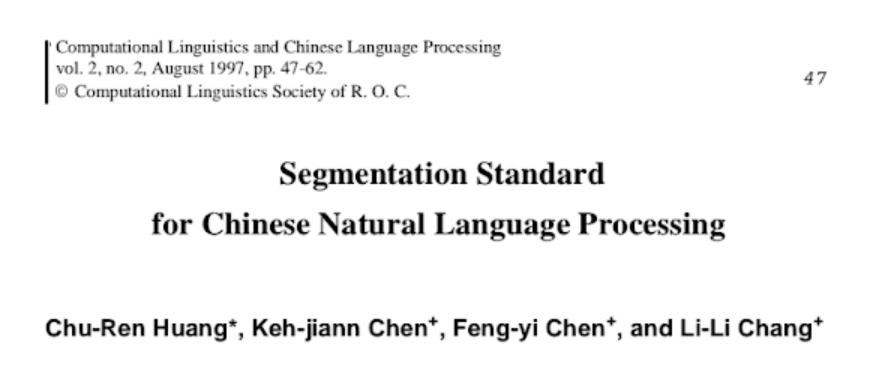 Computational Linguistics and Chinese Language Processing
vol. 2, no. 2, August 1997, pp. 47-62.
47
© Computational Linguistics Society of R. O. C.
Segmentation Standard
for Chinese Natural Language Processing
Chu-Ren Huang*, Keh-jiann Chen+, Feng-yi Chen+, and Li-Li Chang+